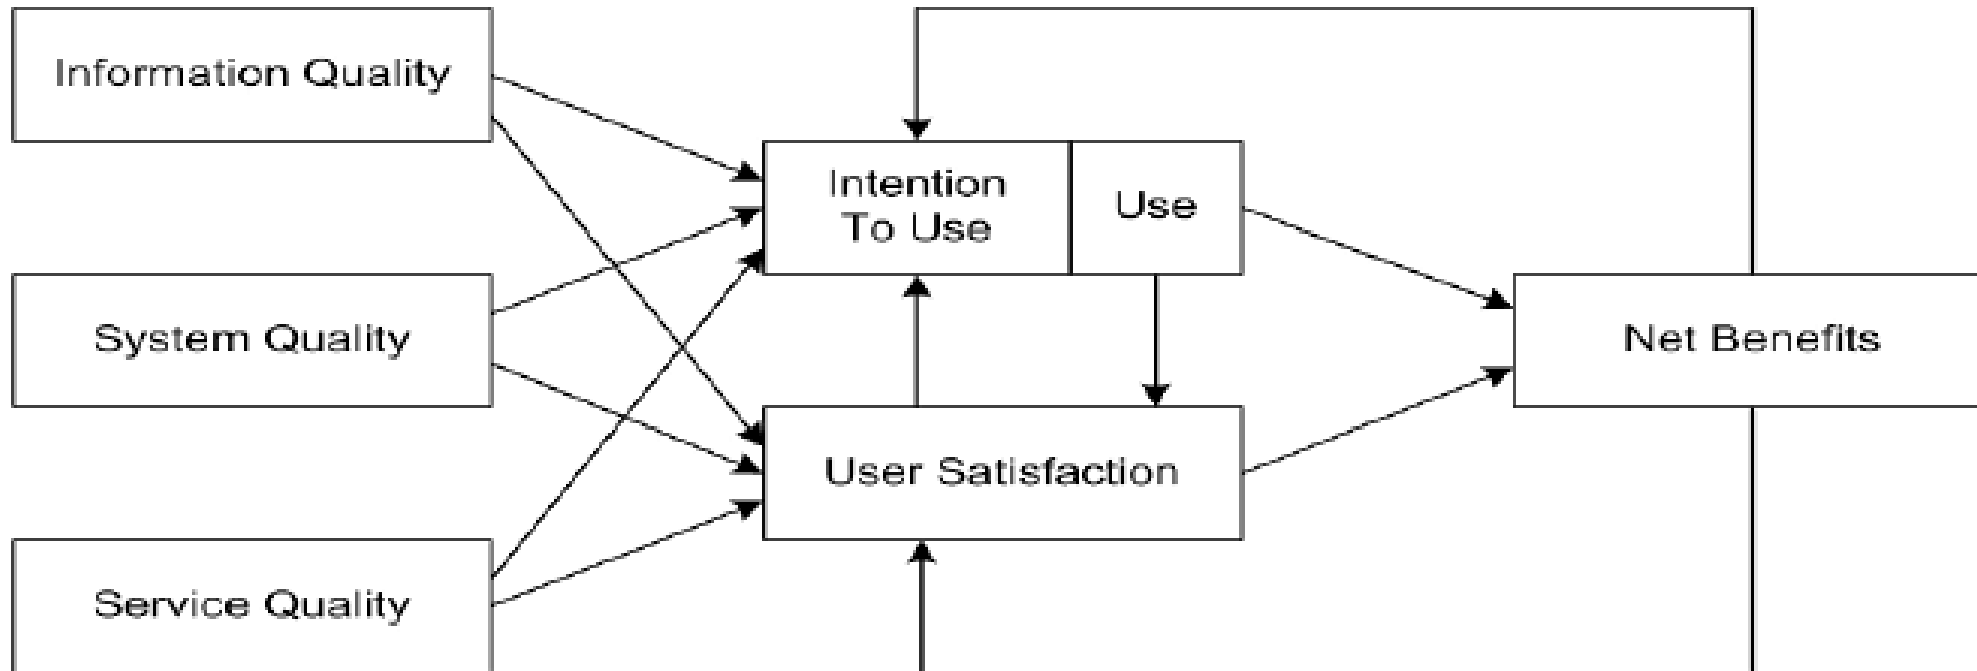 Information Quality
Intention
To Use
Use
System Quality
Net Benefits
User Satisfaction
Service Quality